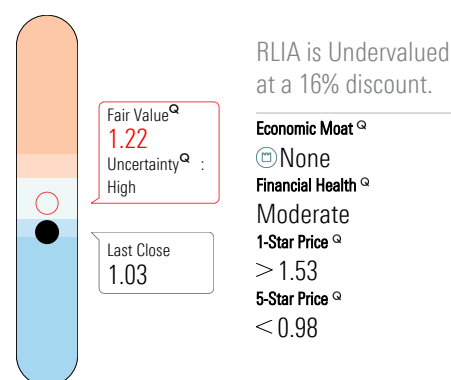 Fair Value Q
1.22
Uncertainty Q :
High
Last Close
1.03
RLIA is Undervalued
at a 16% discount.
Economic Moat Q
None
Financial Health Q
Moderate
1-Star Price Q
>1.53
5-Star Price Q
<0.98